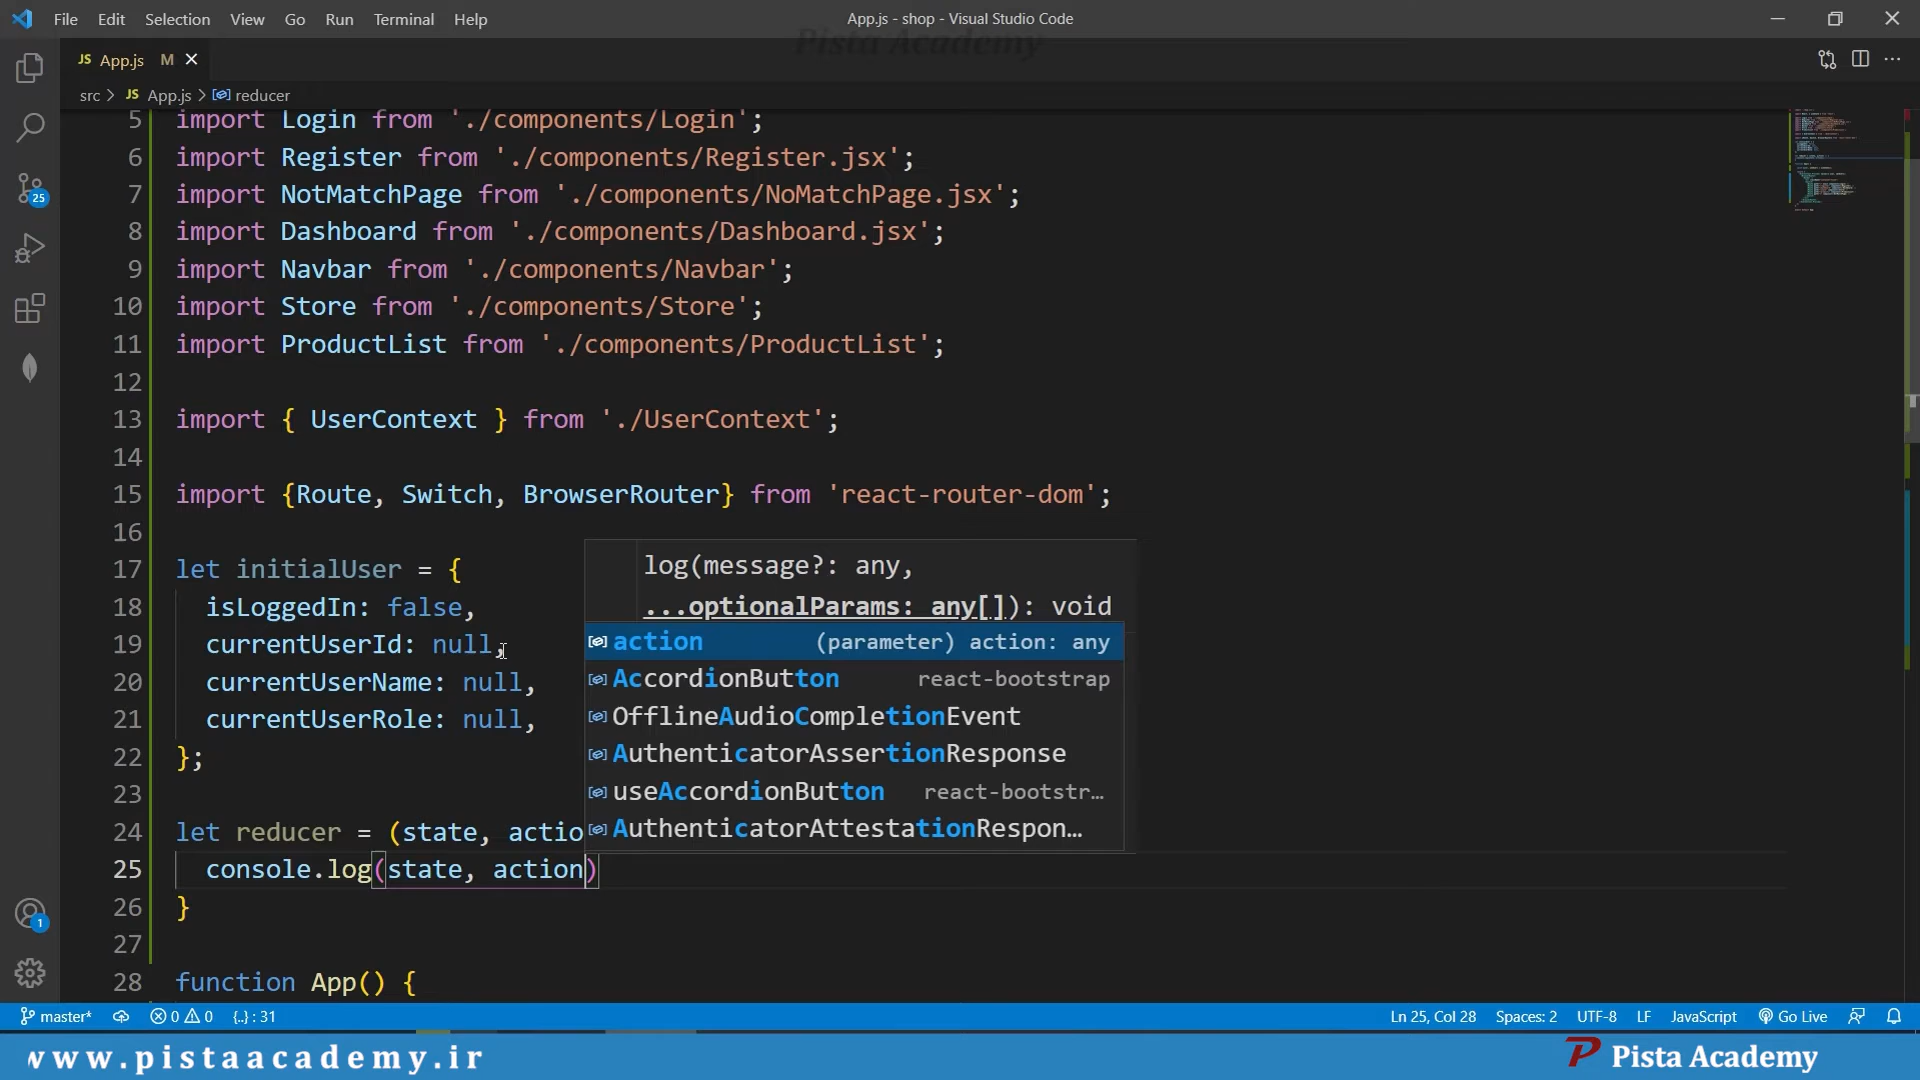 File Edit Selection View Go Run Terminal Help
App.js - shop - Visual Studio Code
Pista Academy
JS App.js M
src > JS App.js > reducer
5 import Login from './components/Login';
6 import Register from './components/Register.jsx';
7 import NotMatchPage from './components/NoMatchPage.jsx';
8 import Dashboard from './components/Dashboard.jsx';
9 import Navbar from './components/Navbar';
10 import Store from './components/Store';
11 import ProductList from './components/ProductList';
12
13 import { UserContext } from './UserContext';
14
15 import {Route, Switch, BrowserRouter} from 'react-router-dom';
16
17 let initialUser = {
18 isLoggedIn: false,
19 currentUserId: null,
20 currentUserName: null,
21 currentUserRole: null,
22 };
23
24 let reducer = (state, actio
25 console.log(state, action)
26 }
27
28 function App() {
log(message?: any,
...optionalParams: any[]): void
action (parameter) action: any
AccordionButton react-bootstrap
OfflineAudioCompletionEvent
AuthenticatorAssertionResponse
useAccordionButton react-bootstr…
AuthenticatorAttestationRespon…
25
1
master* 0 0 {..} : 31
Ln 25, Col 28 Spaces: 2 UTF-8 LF JavaScript Go Live
www.pistaacademy.ir
Pista Academy